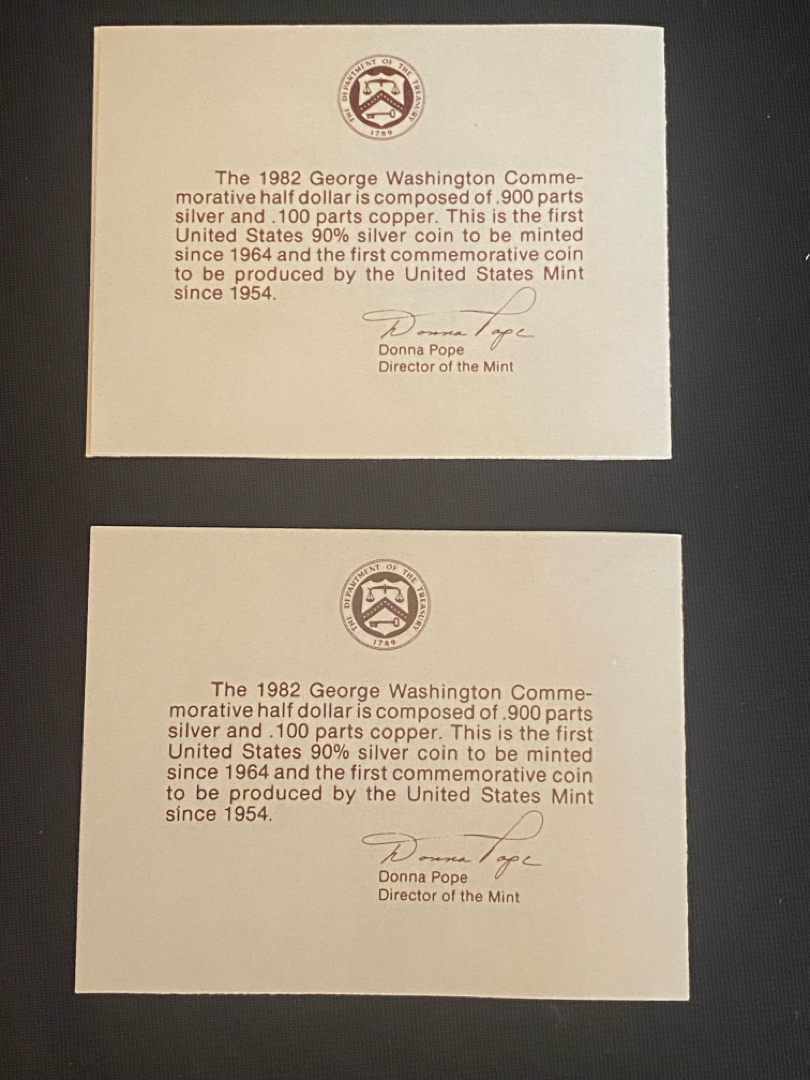 THE DEPARTMENT OF THE TREASURY
1789
The 1982 George Washington Comme-
morative half dollar is composed of .900 parts
silver and .100 parts copper. This is the first
United States 90% silver coin to be minted
since 1964 and the first commemorative coin
to be produced by the United States Mint
since 1954.
Donna Pope
Donna Pope
Director of the Mint
THE DEPARTMENT OF THE TREASURY
1789
The 1982 George Washington Comme-
morative half dollar is composed of .900 parts
silver and .100 parts copper. This is the first
United States 90% silver coin to be minted
since 1964 and the first commemorative coin
to be produced by the United States Mint
since 1954.
Donna Pope
Donna Pope
Director of the Mint